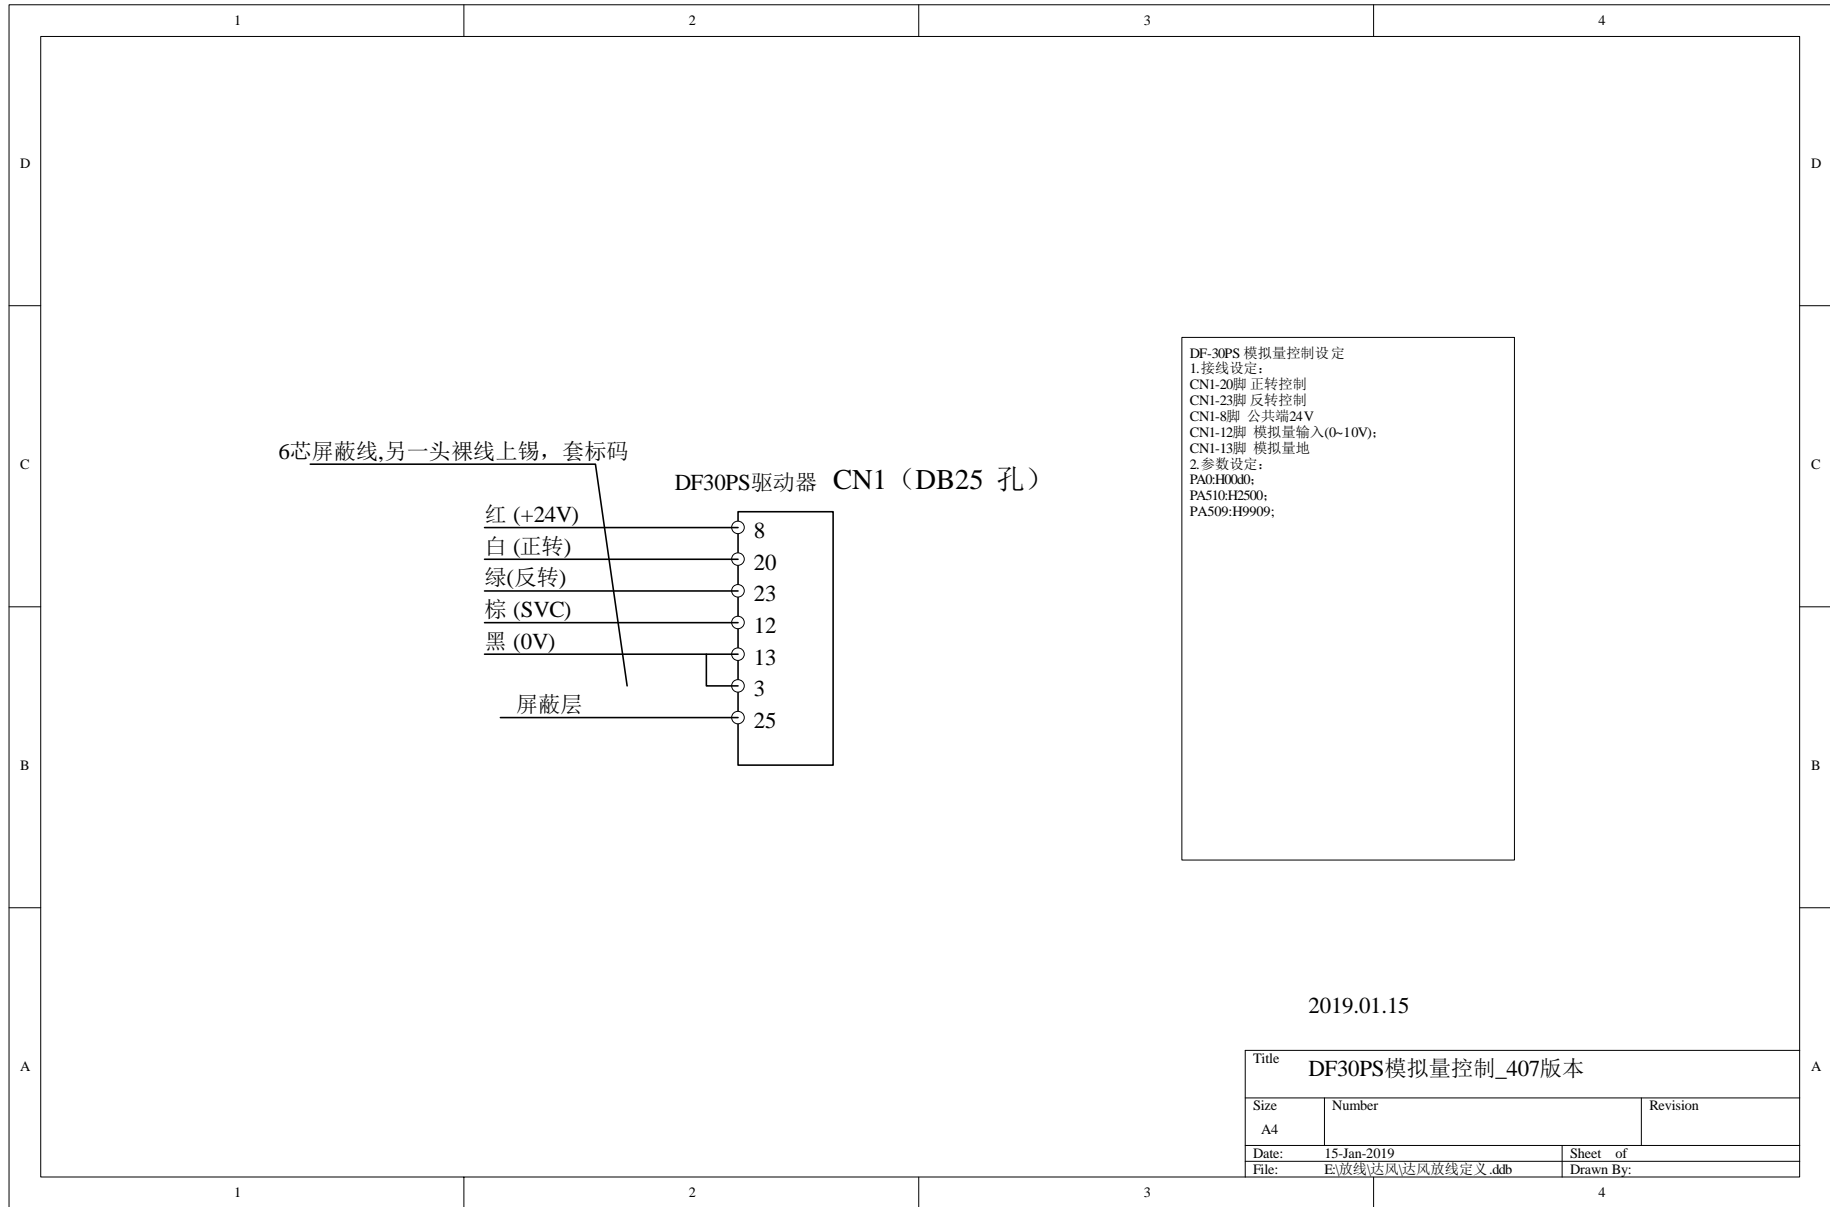 1 2 3 4
D D
DF-30PS 模拟量控制设定
1.接线设定：
CN1-20脚 正转控制
CN1-23脚 反转控制
CN1-8脚 公共端24V
CN1-12脚 模拟量输入(0~10V)；
CN1-13脚 模拟量地
2.参数设定：
PA0:H00d0；
PA510:H2500；
PA509:H9909；
C C
6芯屏蔽线,另一头裸线上锡，套标码
DF30PS驱动器 CN1（DB25 孔）
红 (+24V) 8
白 (正转) 20
绿(反转) 23
棕 (SVC) 12
黑 (0V) 13
3
屏蔽层 25
B B
2019.01.15
A A
Title DF30PS模拟量控制_407版本
Size Number Revision
A4
Date: 15-Jan-2019 Sheet of
File: E:\放线\达风\达风放线定义.ddb Drawn By:
1 2 3 4